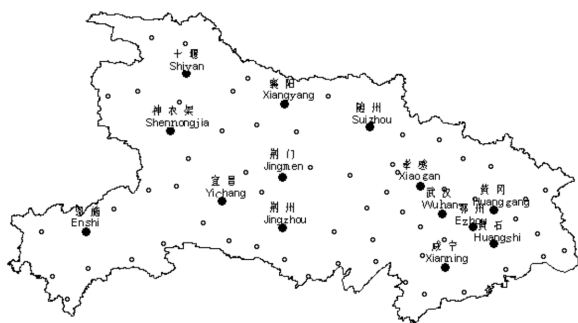 十堰
Shiyan
襄阳
Xiangyang
神农架
Shennongjia
随州
Suizhou
荆门
Jingmen
孝感
Xiaogan
宜昌
Yichang
武汉
Wuhan
黄冈
Huanggang
鄂州
Ezhou
恩施
Enshi
荆州
Jingzhou
黄石
Huangshi
咸宁
Xianning